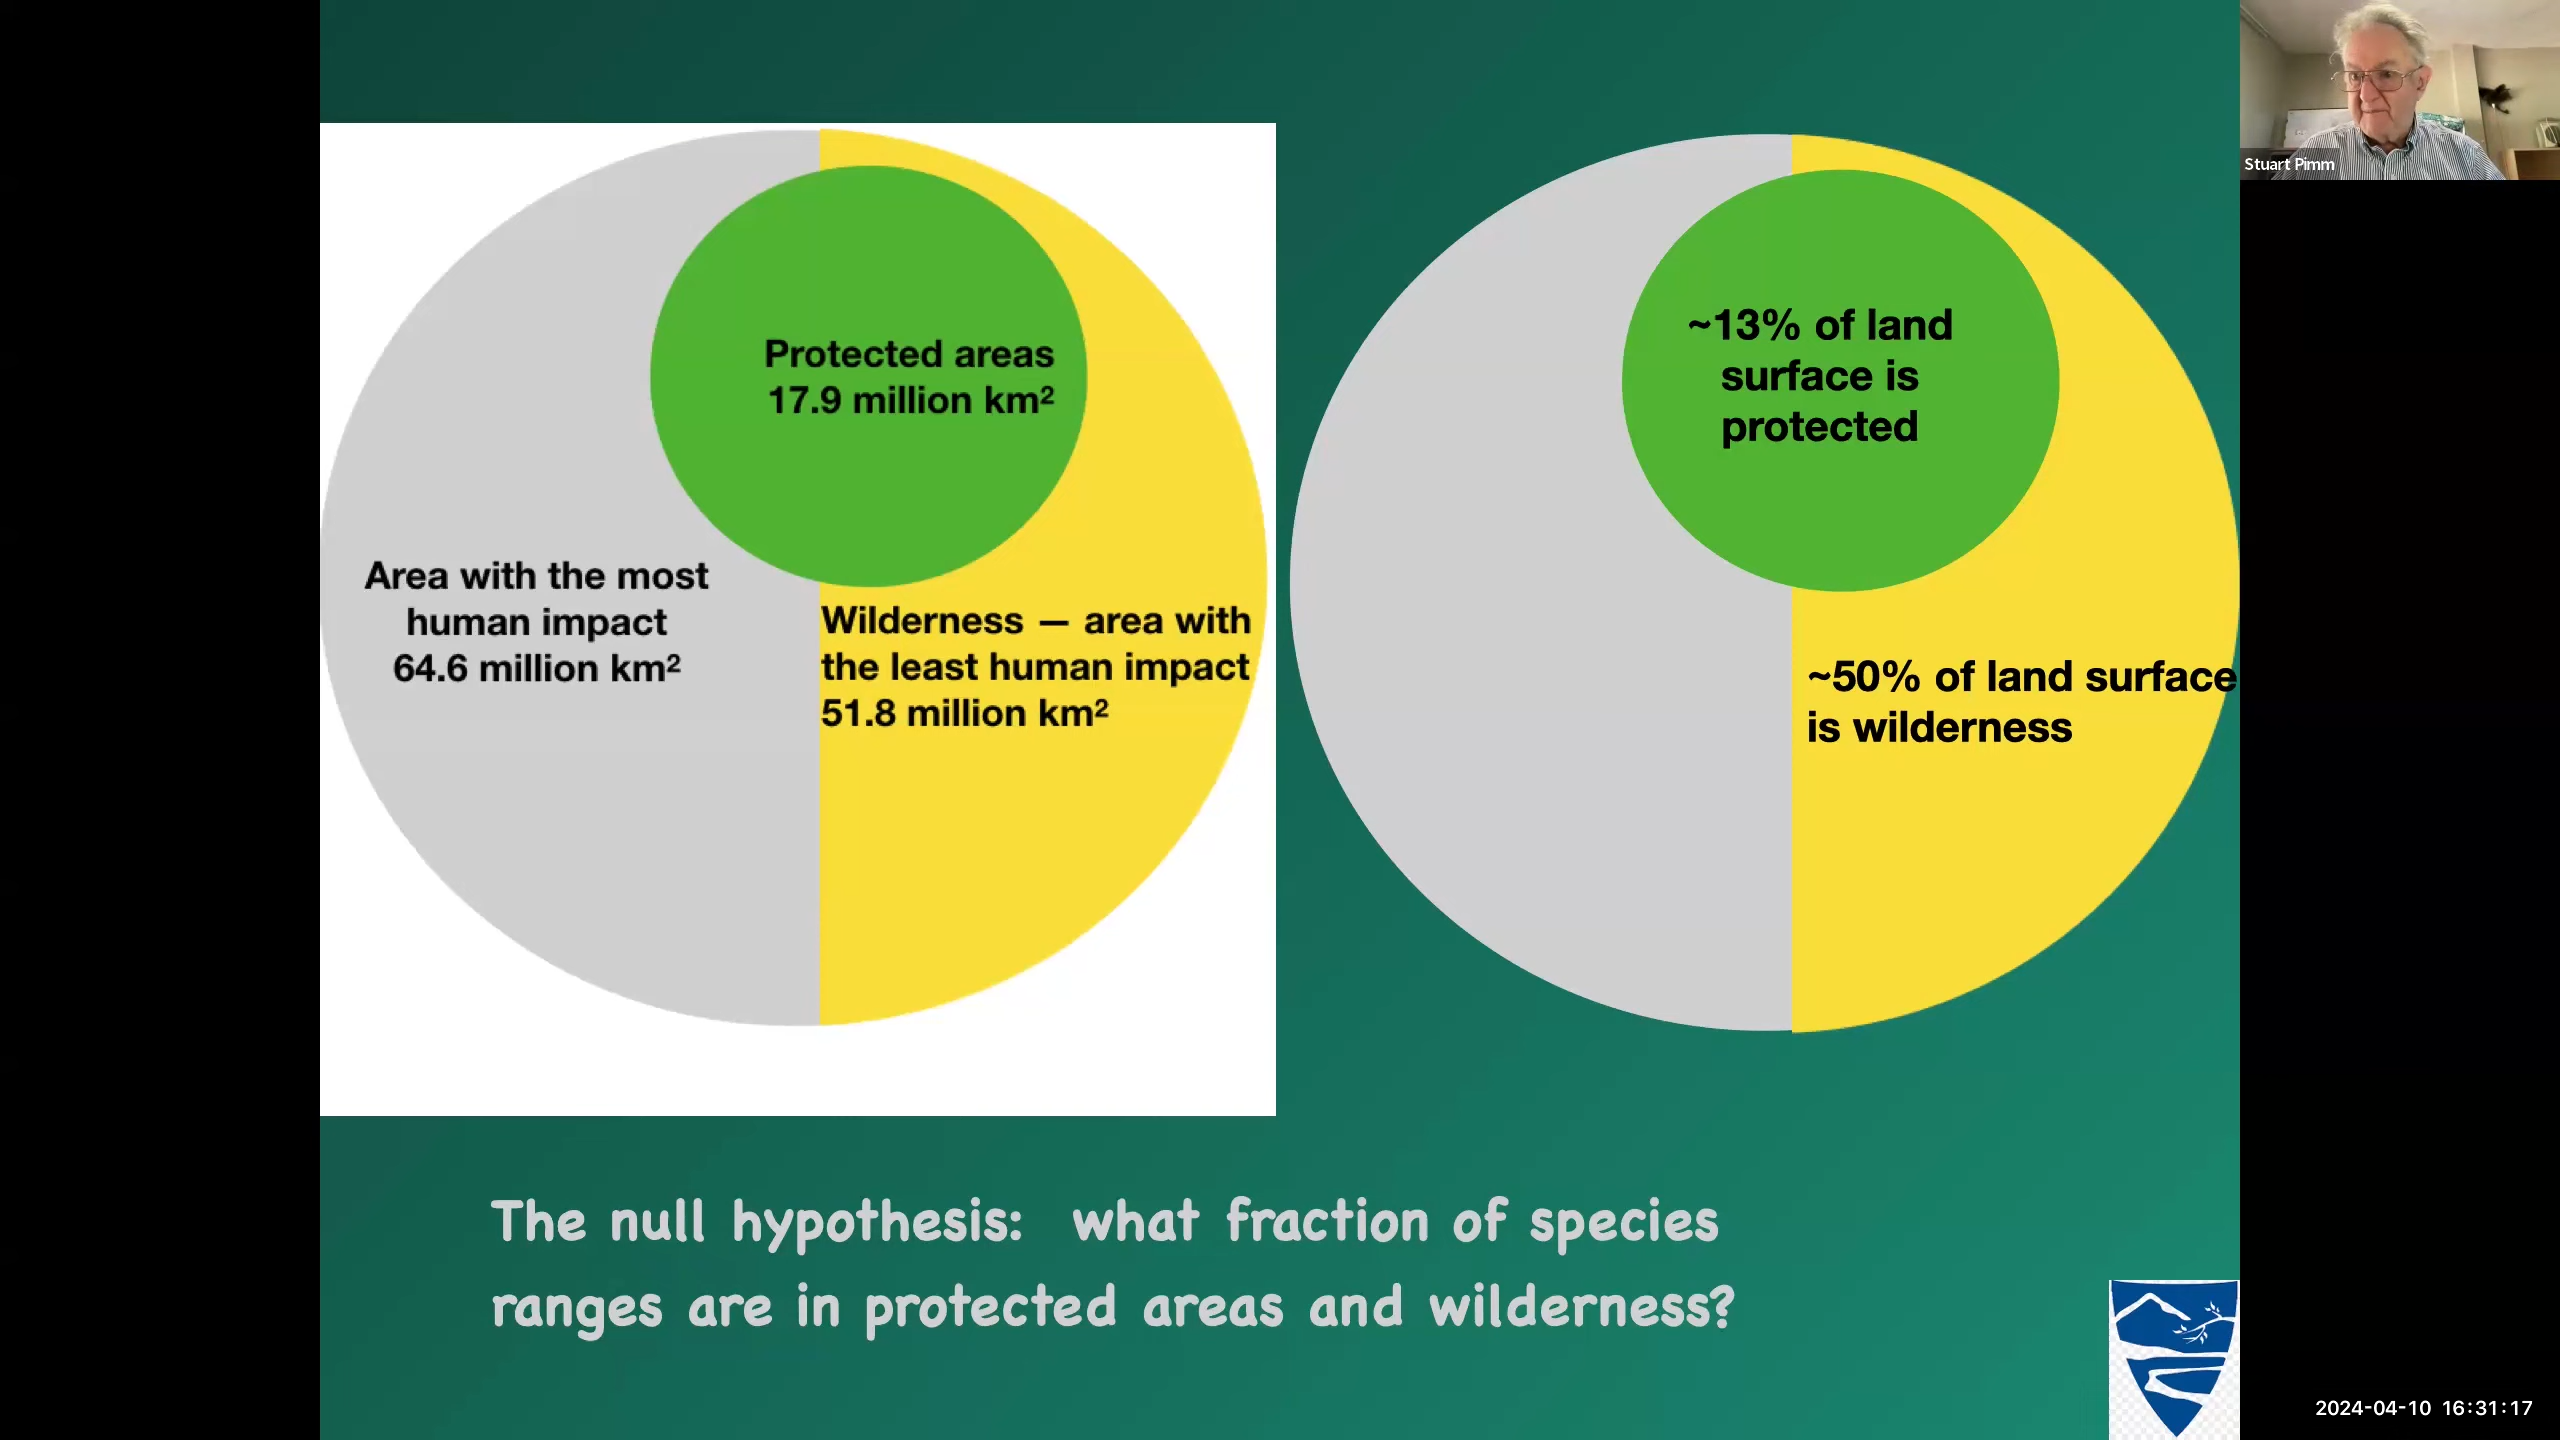 Protected areas
17.9 million km²
Area with the most
human impact
64.6 million km²
Wilderness — area with
the least human impact
51.8 million km²
~13% of land
surface is
protected
~50% of land surface
is wilderness
The null hypothesis: what fraction of species
ranges are in protected areas and wilderness?
Stuart Pimm
2024-04-10 16:31:17